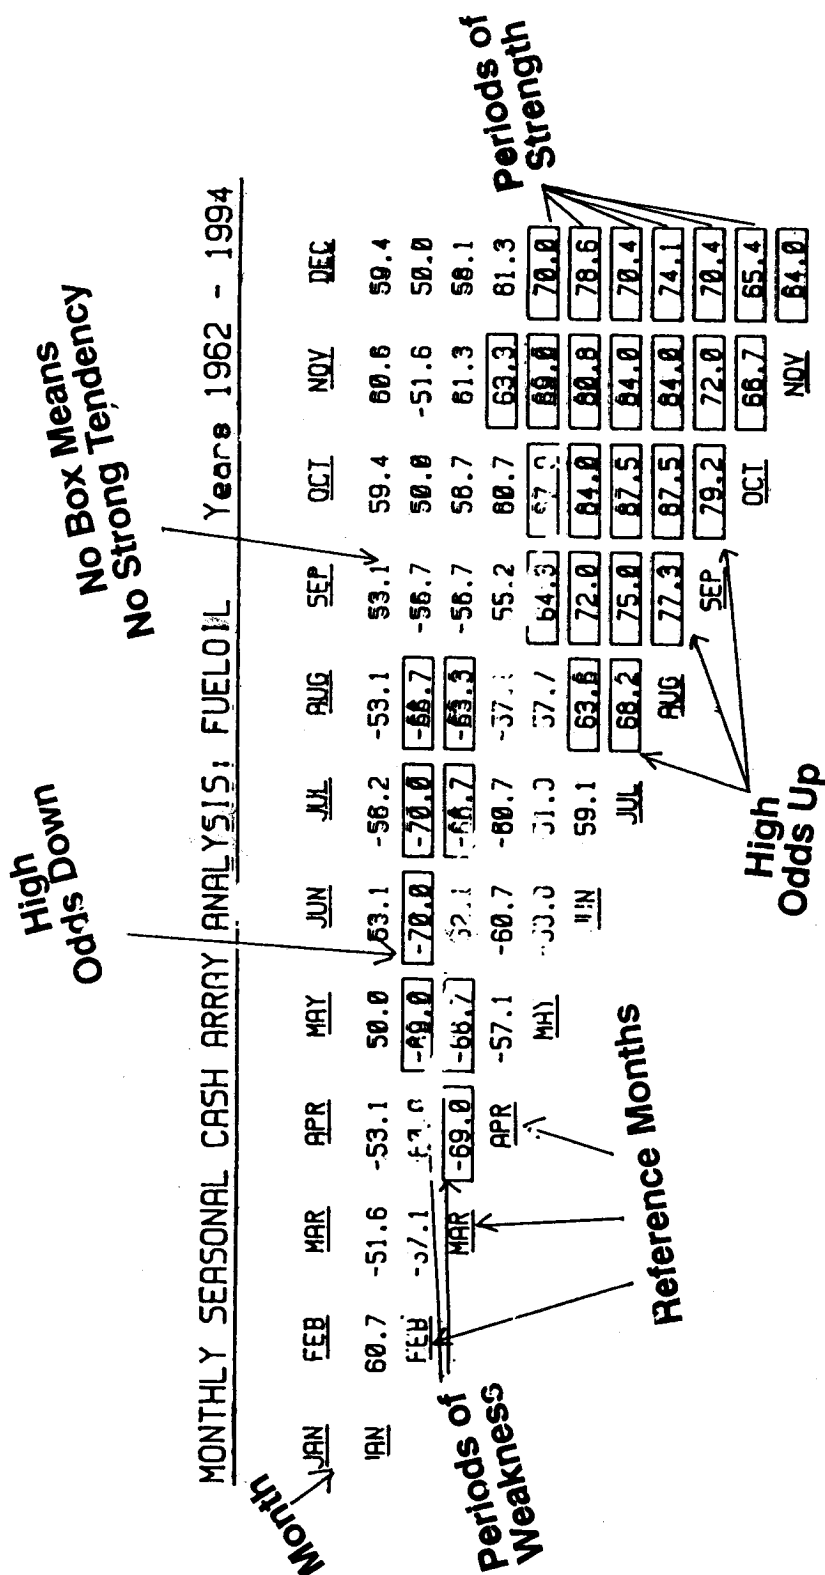 MONTHLY SEASONAL CASH ARRAY ANALYSIS: FUELOIL Years 1962 - 1994
High
Odds Down
No Box Means
No Strong Tendency
Month
JAN FEB MAR APR MAY JUN JUL AUG SEP OCT NOV DEC
60.7 -51.6 -53.1 50.0 53.1 -56.2 -53.1 53.1 59.4 60.6 59.4
FEB -69.0 -70.0 -70.0 -66.7 -56.7 50.0 -51.6 50.0
MAR -69.0 -66.7 -66.7 -63.3 -56.7 56.7 61.3 58.1
APR -57.1 -60.7 -60.7 55.2 60.7 63.3 61.3
64.3 69.0 70.0
59.1 63.6 72.0 84.0 80.8 78.6
JUL 68.2 75.0 87.5 84.0 70.4
AUG 77.3 87.5 84.0 74.1
SEP 79.2 72.0 70.4
OCT 66.7 65.4
NOV 64.0
Periods of
Weakness
Reference Months
High
Odds Up
Periods of
Strength